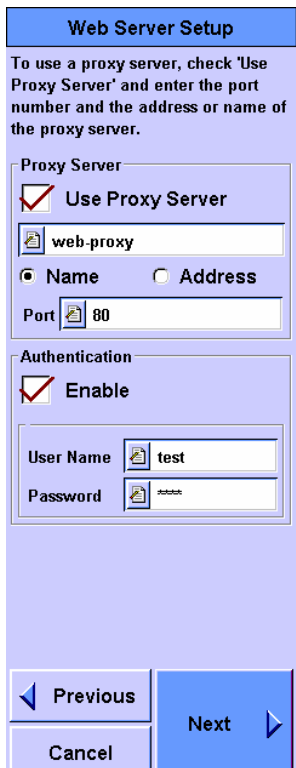 Web Server Setup
To use a proxy server, check 'Use
Proxy Server' and enter the port
number and the address or name of
the proxy server.
Proxy Server
Use Proxy Server
web-proxy
Name Address
Port 80
Authentication
Enable
User Name test
Password ****
Previous
Next
Cancel